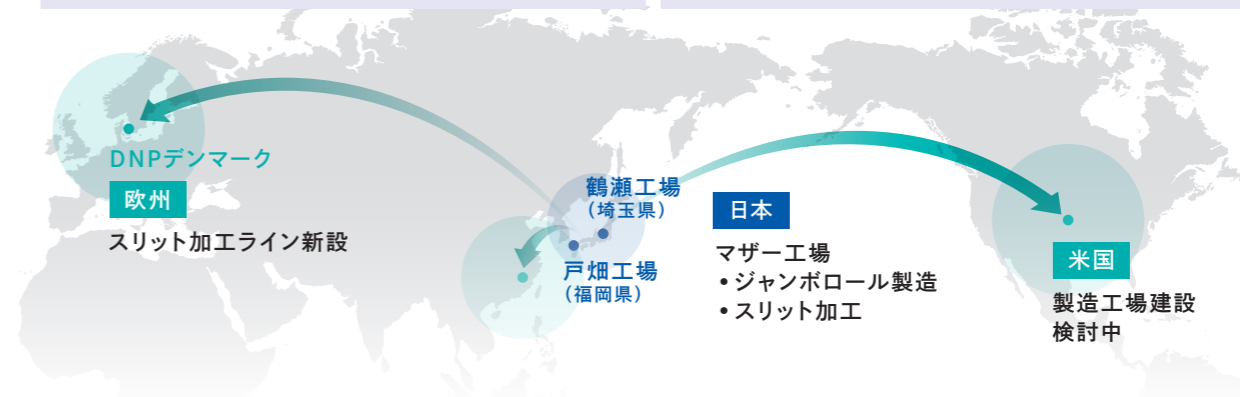 DNPデンマーク
欧州
スリット加工ライン新設
鶴瀬工場
（埼玉県）
戸畑工場
（福岡県）
日本
マザー工場
•ジャンボロール製造
•スリット加工
米国
製造工場建設
検討中